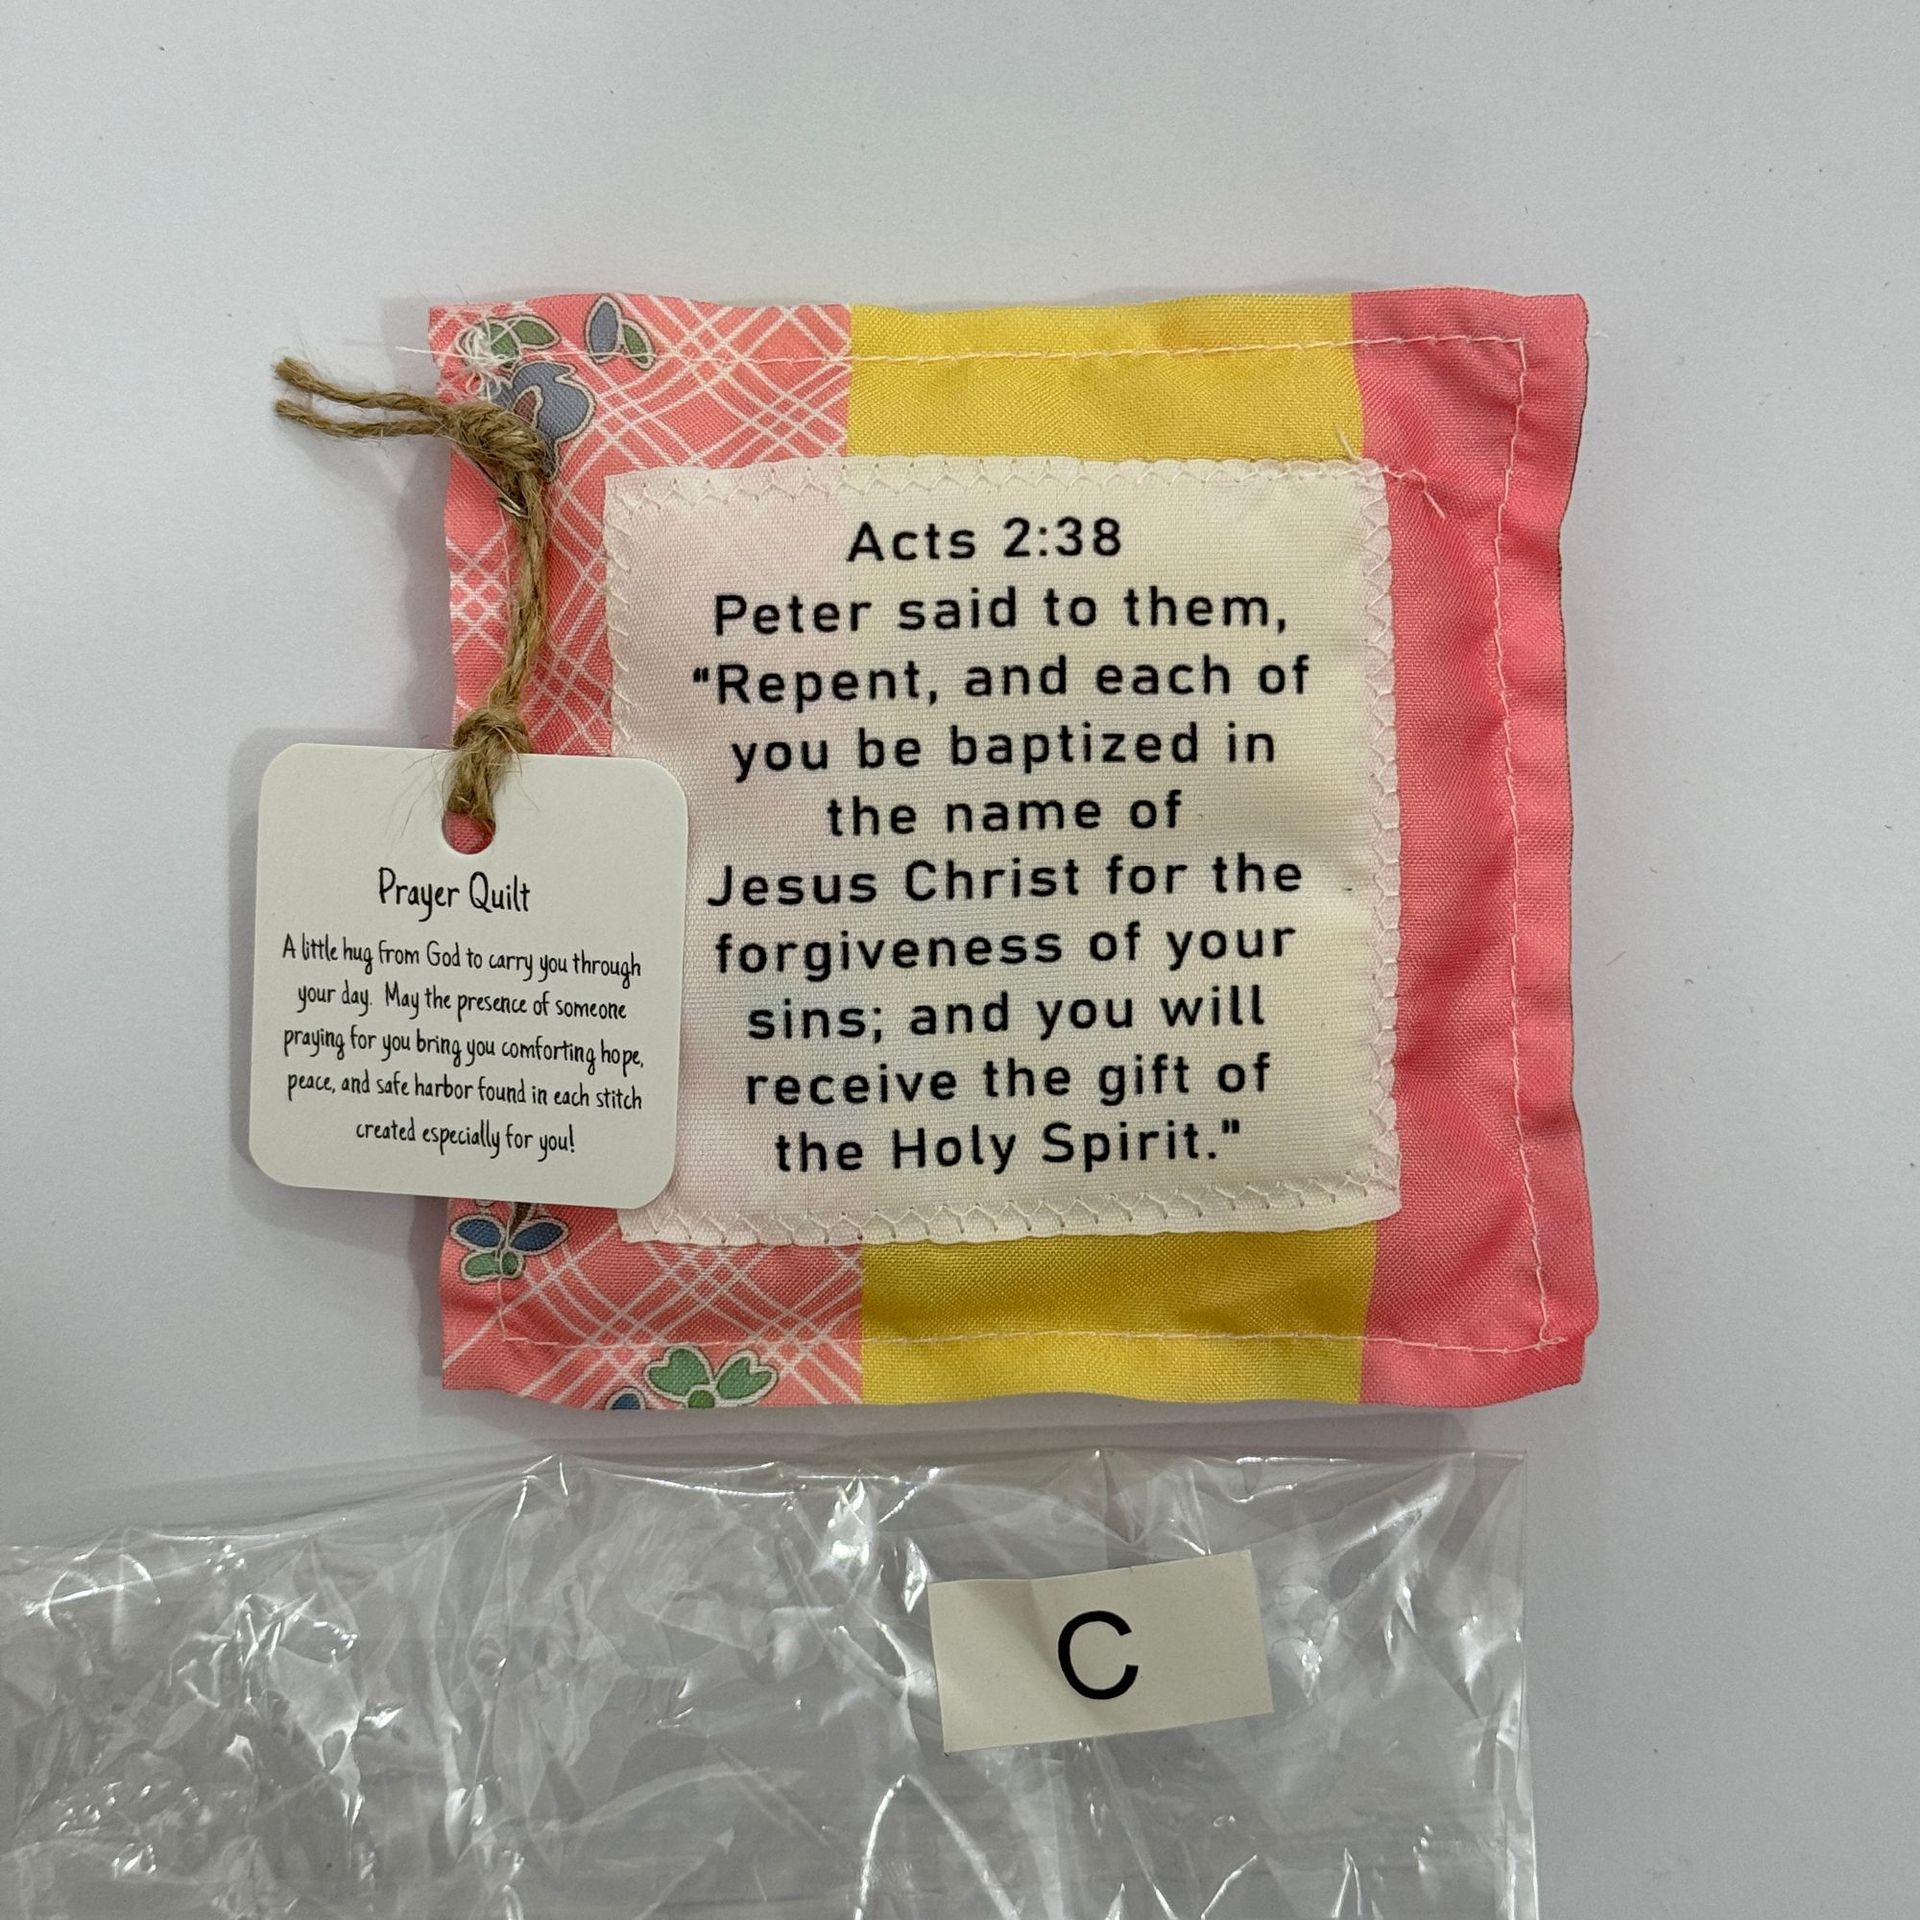 Acts 2:38
Peter said to them,
“Repent, and each of
you be baptized in
the name of
Jesus Christ for the
forgiveness of your
sins; and you will
receive the gift of
the Holy Spirit."
Prayer Quilt
A little hug from God to carry you through
your day. May the presence of someone
praying for you bring you comforting hope,
peace, and safe harbor found in each stitch
created especially for you!
C